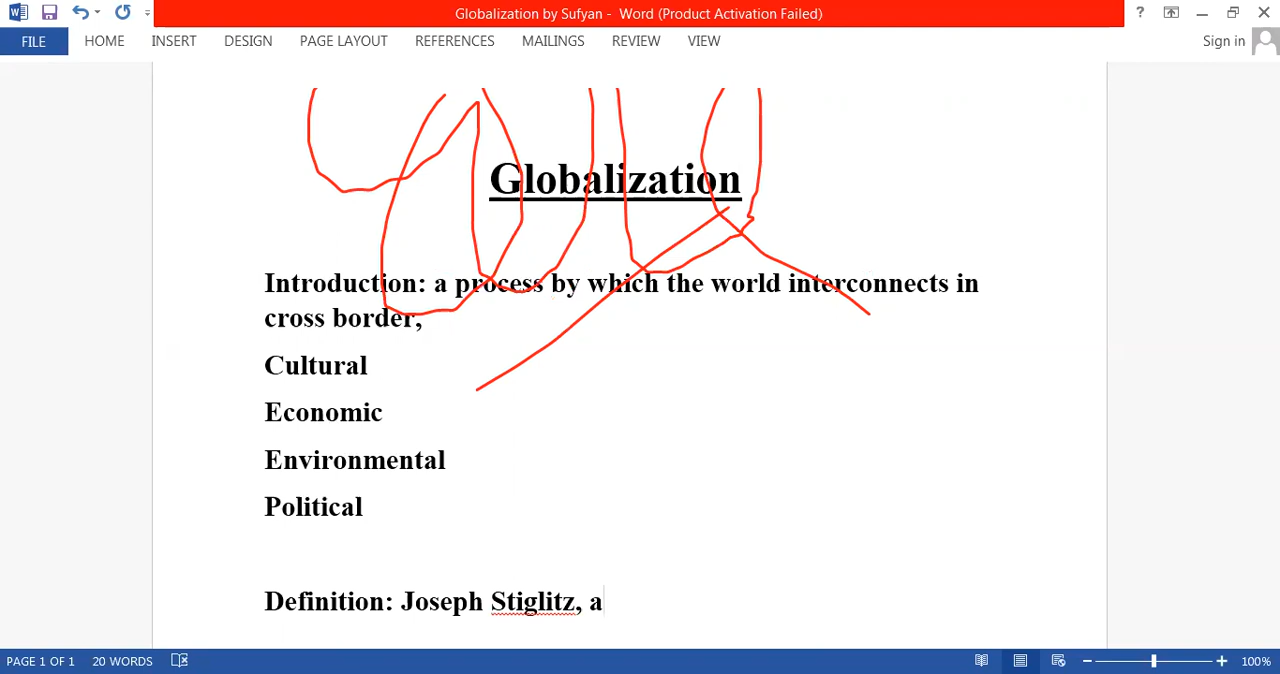 Globalization by Sufyan - Word (Product Activation Failed)
FILE HOME INSERT DESIGN PAGE LAYOUT REFERENCES MAILINGS REVIEW VIEW Sign in
Globalization
Introduction: a process by which the world interconnects in
cross border,
Cultural
Economic
Environmental
Political
Definition: Joseph Stiglitz, a
PAGE 1 OF 1 20 WORDS 100%